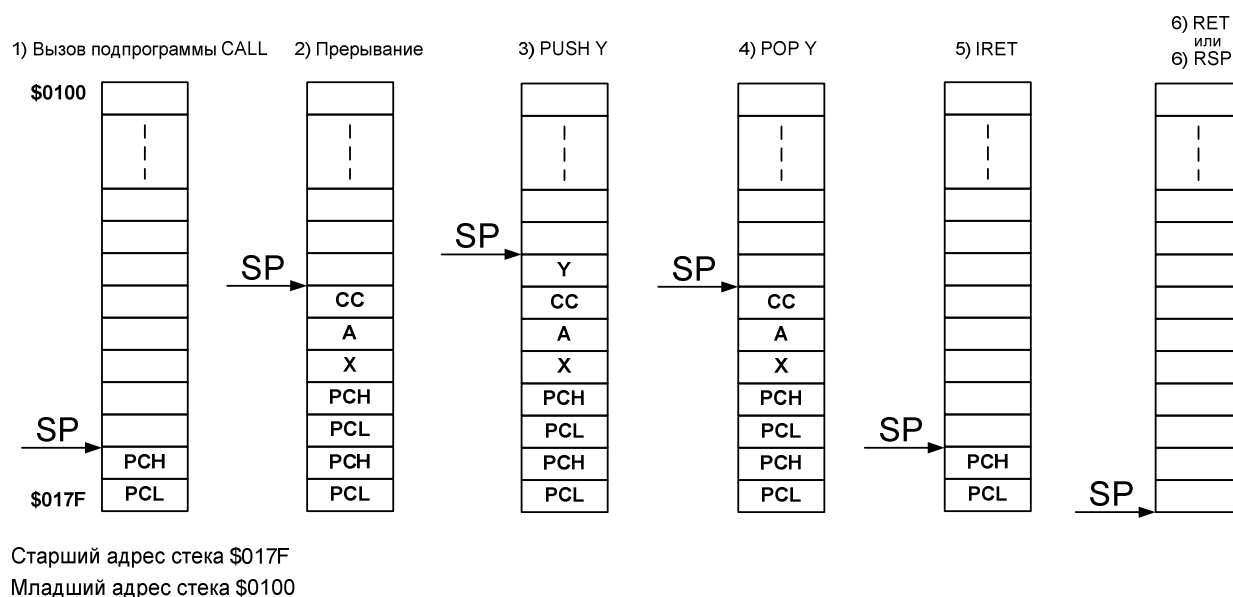 6) RET
или
6) RSP
1) Вызов подпрограммы CALL
2) Прерывание
3) PUSH Y
4) POP Y
5) IRET
$0100
SP
PCH
PCL
$017F
SP
CC
A
X
PCH
PCL
PCH
PCL
SP
Y
CC
A
X
PCH
PCL
PCH
PCL
SP
CC
A
X
PCH
PCL
PCH
PCL
SP
PCH
PCL
SP
Старший адрес стека $017F
Младший адрес стека $0100